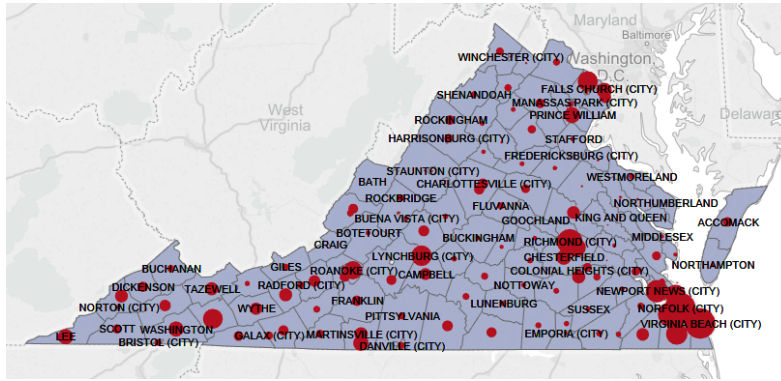 Maryland
WINCHESTER (CITY)
Baltimore
Washington,
D.C.
FALLS CHURCH (CITY)
SHENANDOAH
MANASSAS PARK (CITY)
West
Virginia
Delaware
PRINCE WILLIAM
ROCKINGHAM
HARRISONBURG (CITY)
STAFFORD
FREDERICKSBURG (CITY)
STAUNTON (CITY)
WESTMORELAND
BATH
CHARLOTTESVILLE (CITY)
ROCKBRIDGE
NORTHUMBERLAND
FLUVANNA
BUENA VISTA (CITY)
GOOCHLAND
KING AND QUEEN
ACCOMACK
BOTETOURT
BUCKINGHAM
RICHMOND (CITY)
MIDDLESEX
CRAIG
LYNCHBURG (CITY)
CHESTERFIELD
NORTHAMPTON
BUCHANAN
GILES
ROANOKE (CITY)
CAMPBELL
COLONIAL HEIGHTS (CITY)
DICKENSON
TAZEWELL
RADFORD (CITY)
NOTTOWAY
NEWPORT NEWS (CITY)
NORTON (CITY)
WYTHE
FRANKLIN
LUNENBURG
SUSSEX
NORFOLK (CITY)
PITTSYLVANIA
SCOTT
WASHINGTON
VIRGINIA BEACH (CITY)
LEE
BRISTOL (CITY)
GALAX (CITY)
MARTINSVILLE (CITY)
EMPORIA (CITY)
DANVILLE (CITY)